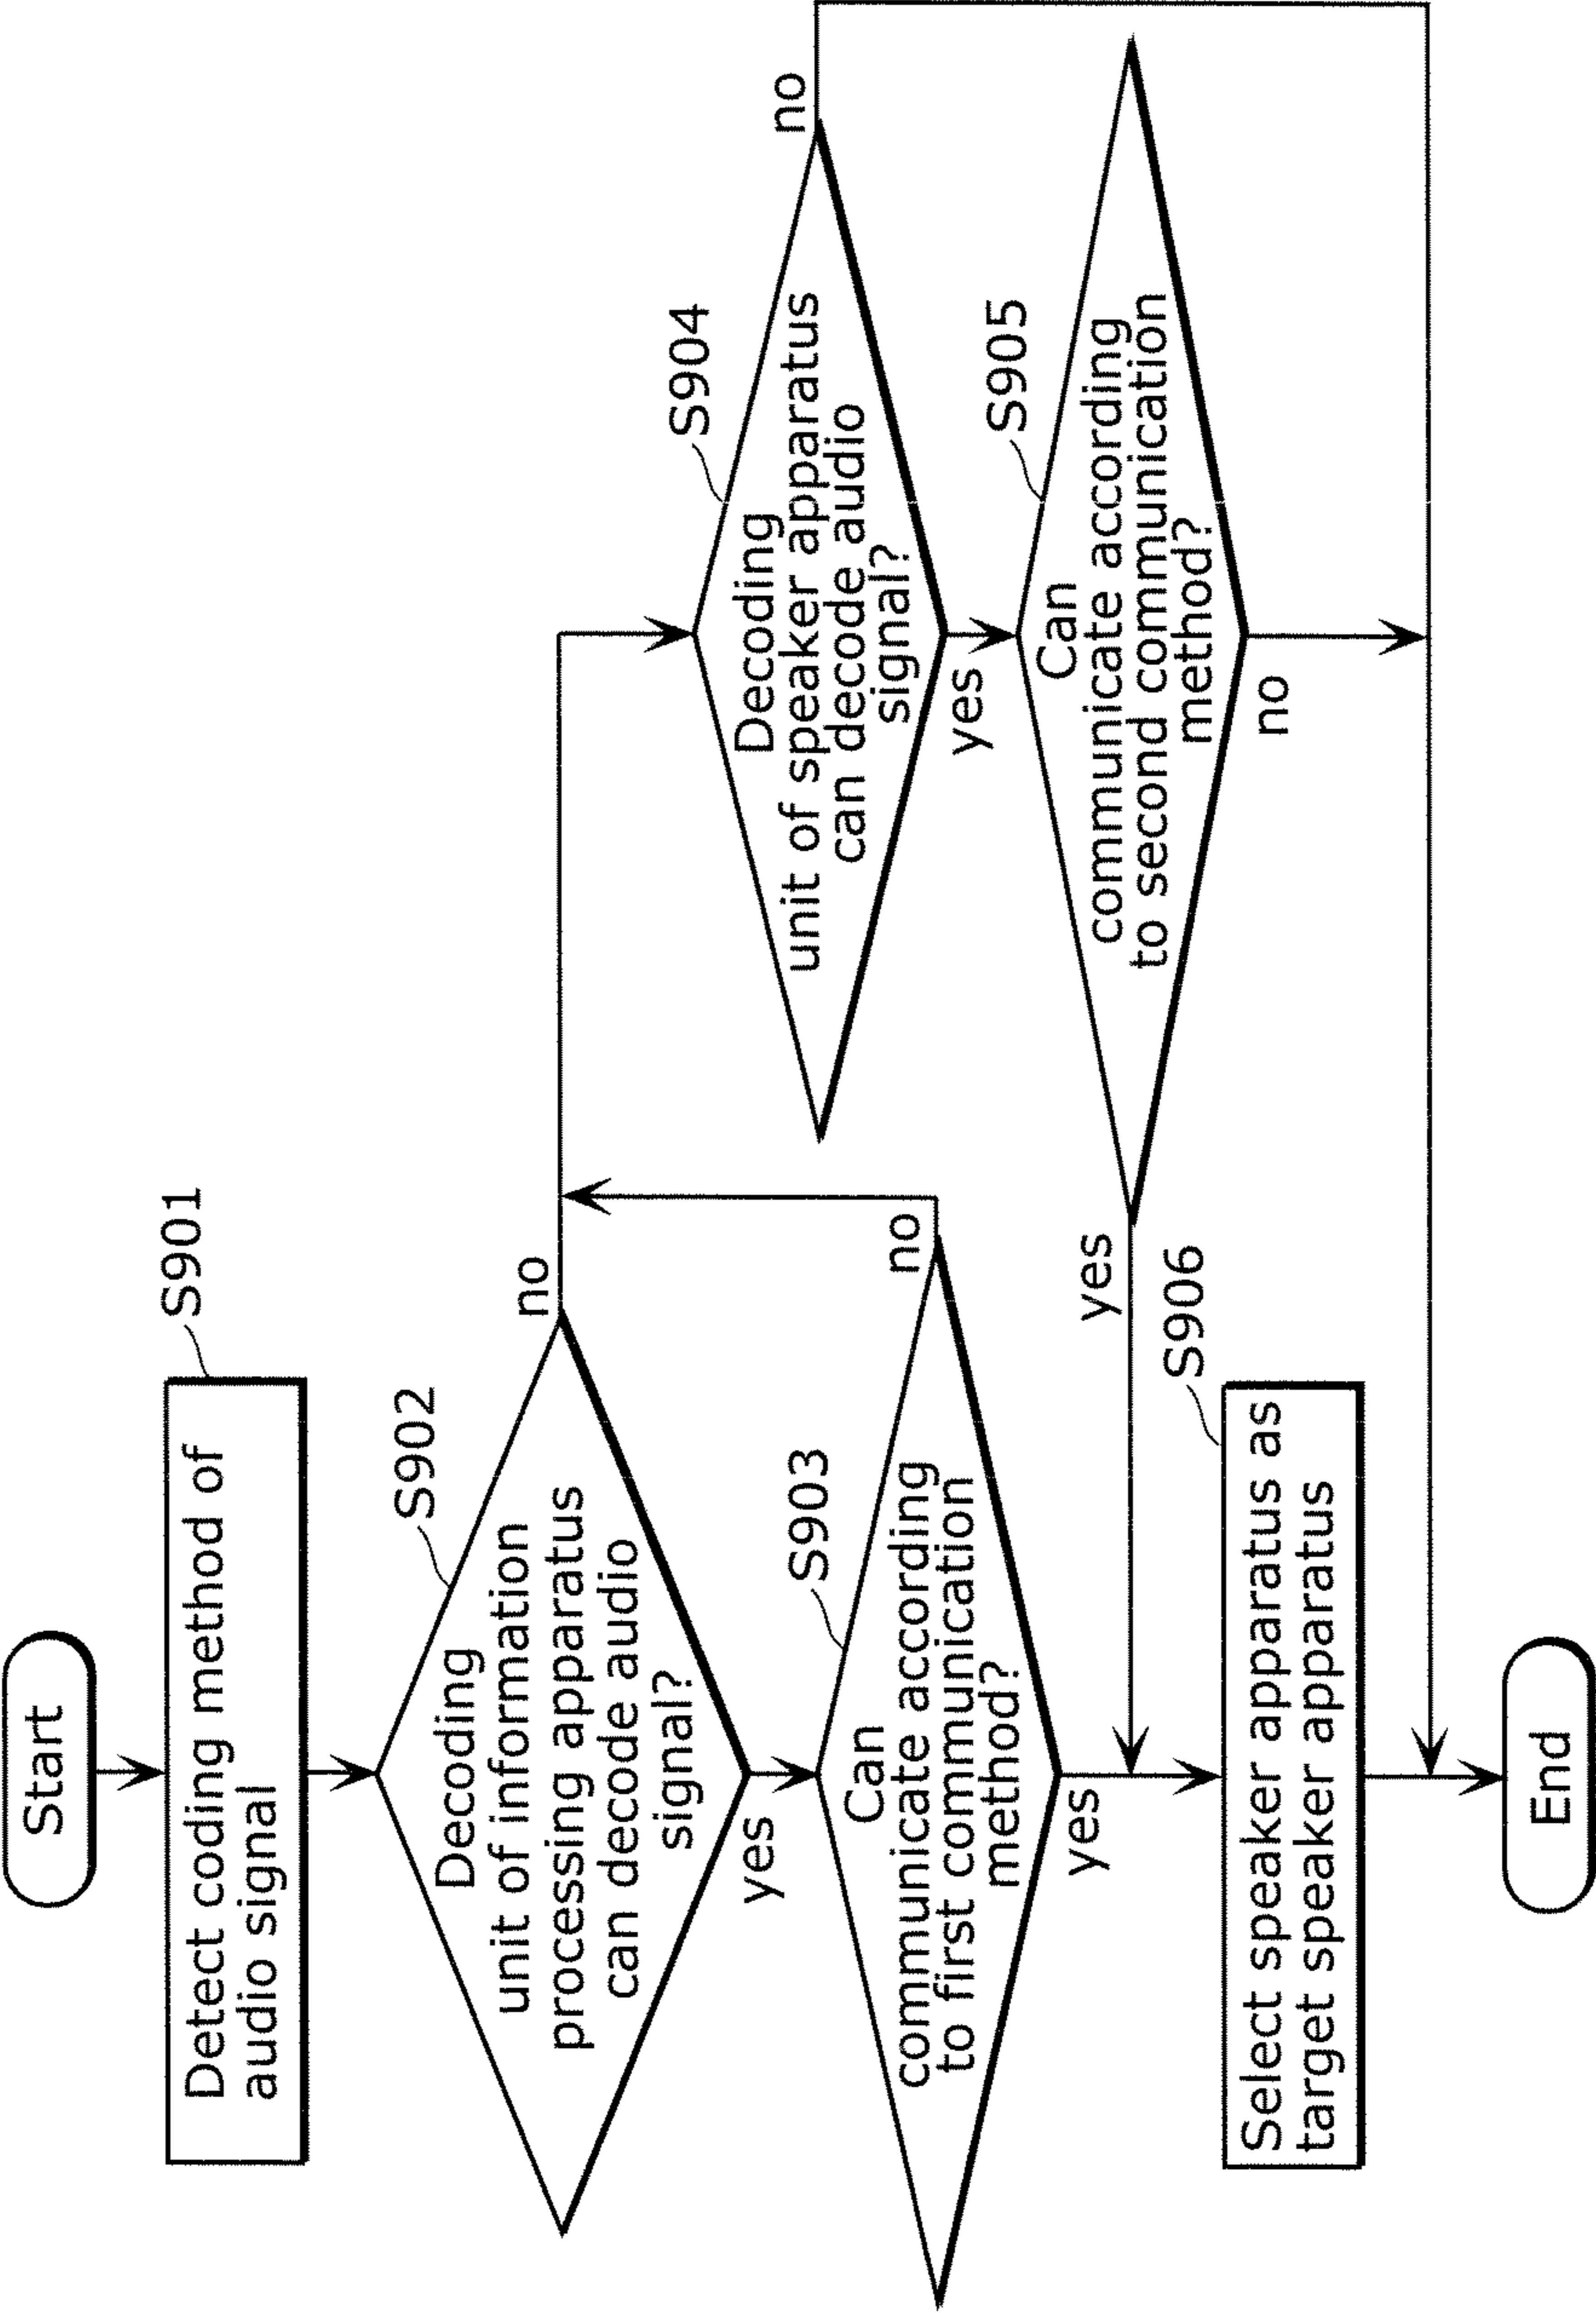 Start
S901
Detect coding method of
audio signal
S902
Decoding
unit of information
processing apparatus
can decode audio
signal?
no
yes
S903
Can
communicate according
to first communication
method?
no
yes
S904
Decoding
unit of speaker apparatus
can decode audio
signal?
no
yes
S905
Can
communicate according
to second communication
method?
yes
no
S906
Select speaker apparatus as
target speaker apparatus
End